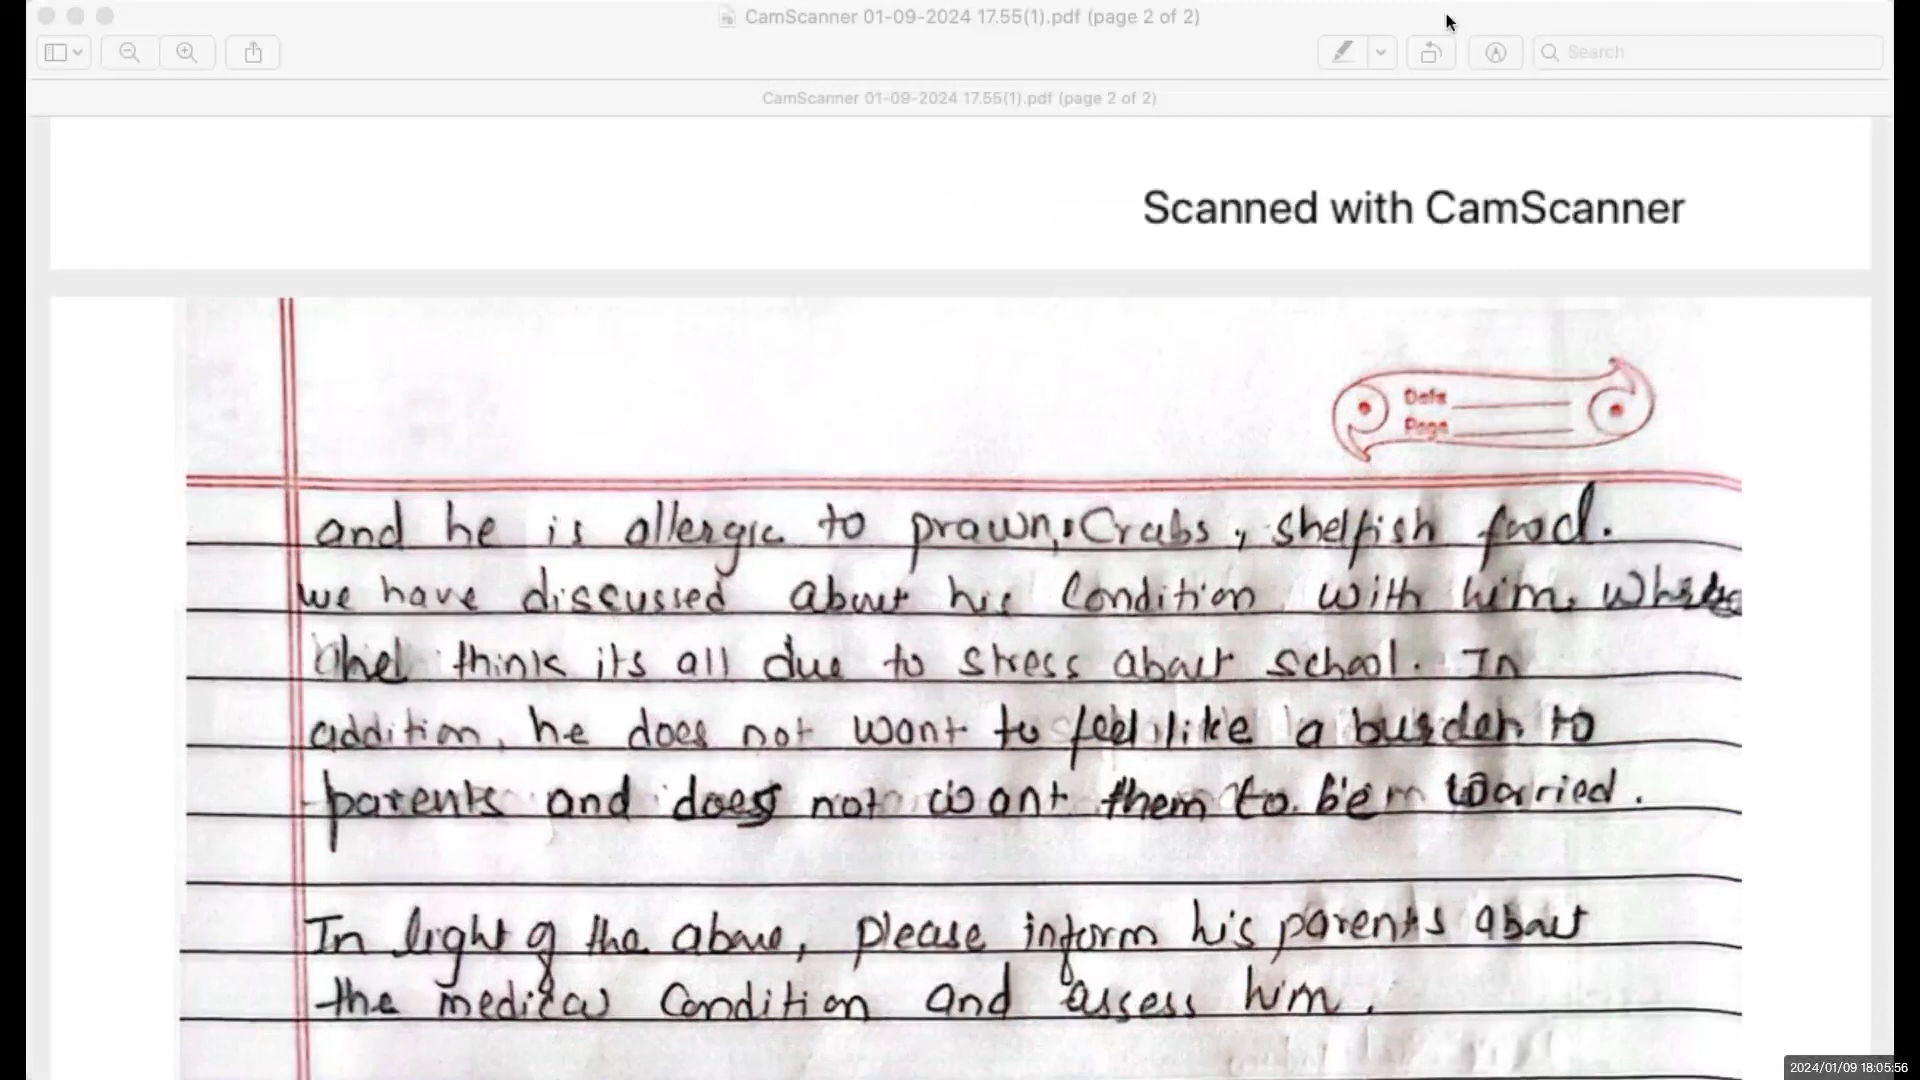 CamScanner 01-09-2024 17.55(1).pdf (page 2 of 2)
Search
CamScanner 01-09-2024 17.55(1).pdf (page 2 of 2)
Scanned with CamScanner
Date
Page
and he is allergic to prawn, Crabs, shelfish food.
we have discussed about his Condition with him.
think its all due to stress about school. In
addition, he does not want to feel like a burden to
parents and does not want them to be worried.
In light of the above, please inform his parents about
the medical Condition and assess him.
2024/01/09 18:05:56